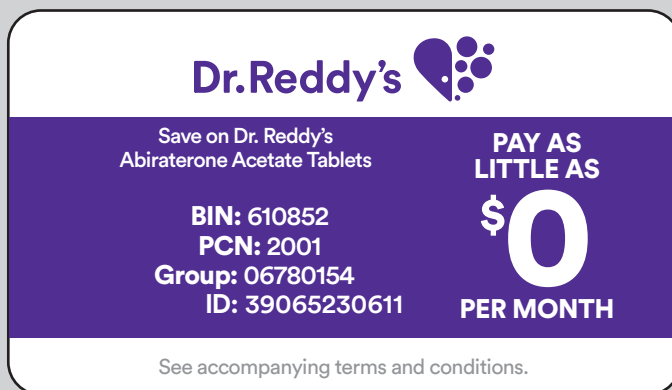 Dr.Reddy's
Save on Dr. Reddy's
Abiraterone Acetate Tablets
BIN: 610852
PCN: 2001
Group: 06780154
ID: 39065230611
PAY AS
LITTLE AS
$0
PER MONTH
See accompanying terms and conditions.